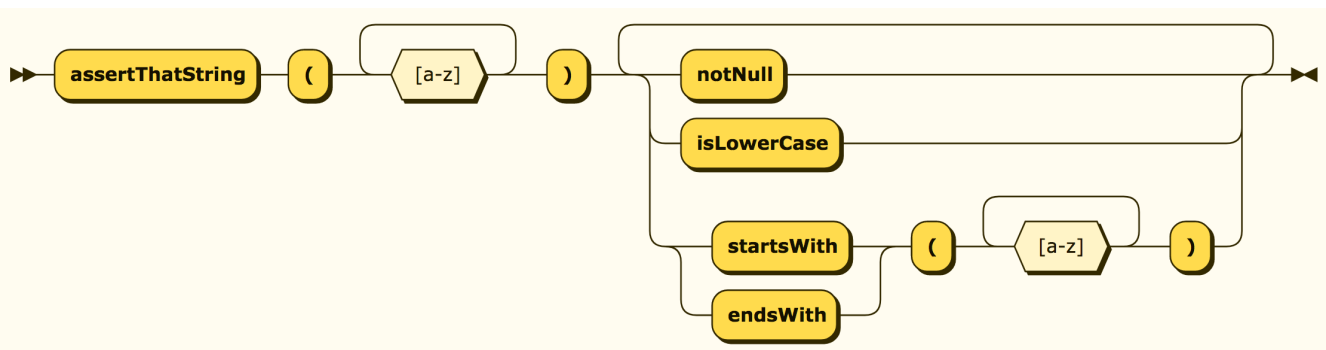 assertThatString ( [a-z] ) notNull
isLowerCase
startsWith ( [a-z] )
endsWith